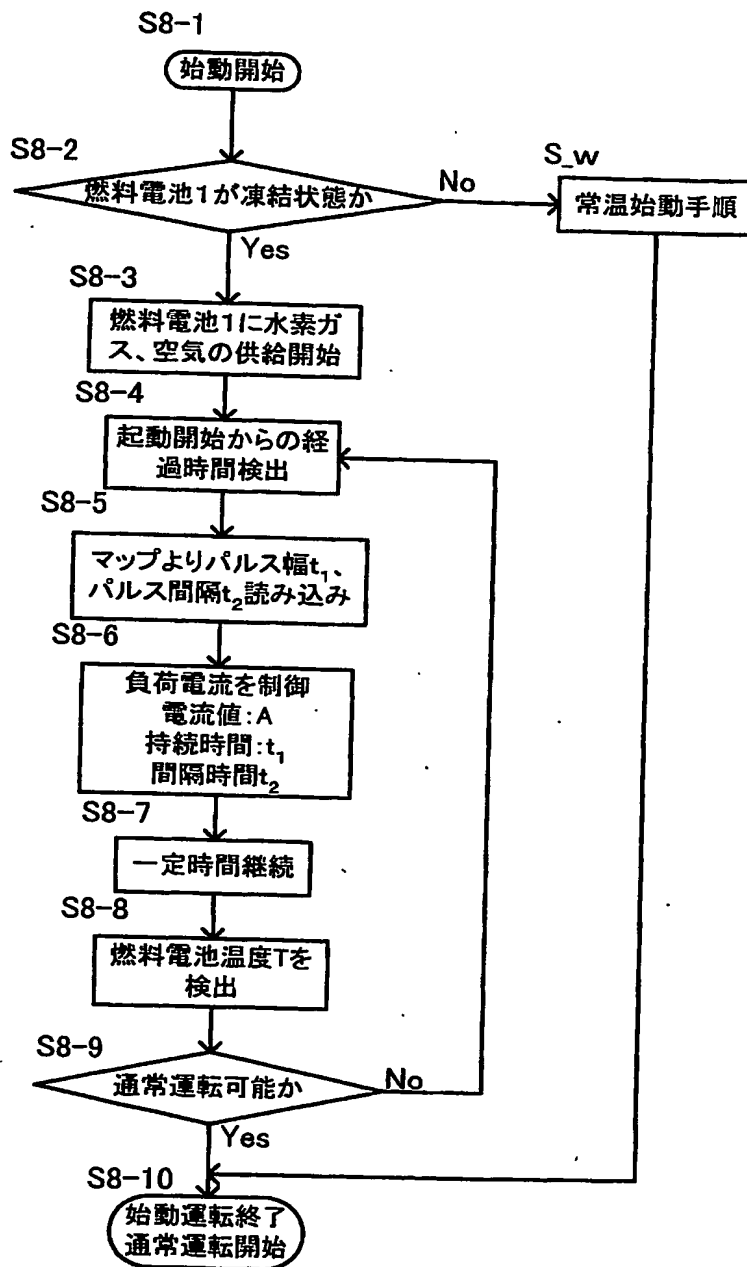 S8-1
始動開始
S8-2
燃料電池1が凍結状態か
No
S_w
常温始動手順
Yes
S8-3
燃料電池1に水素ガ
ス、空気の供給開始
S8-4
起動開始からの経
過時間検出
S8-5
マップよりパルス幅t₁、
パルス間隔t₂読み込み
S8-6
負荷電流を制御
電流値:A
持続時間:t₁
間隔時間t₂
S8-7
一定時間継続
S8-8
燃料電池温度Tを
検出
S8-9
通常運転可能か
No
Yes
S8-10
始動運転終了
通常運転開始